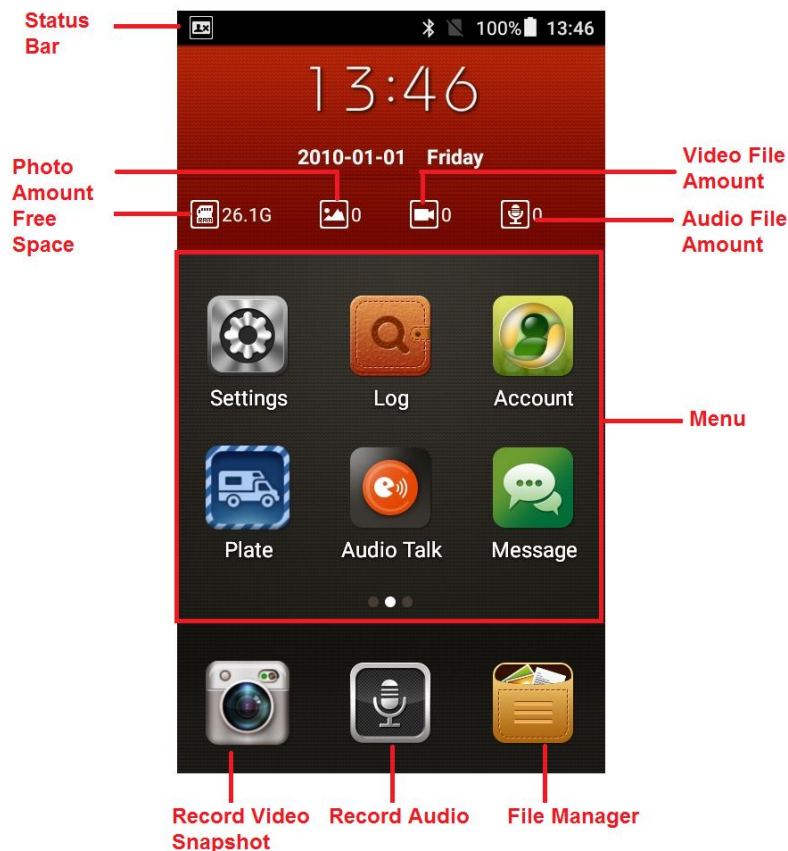 Status
Bar
100% 13:46
13:46
2010-01-01 Friday
Photo
Amount
Free
Space
Video File
Amount
Audio File
Amount
26.1G 0 0 0
Settings Log Account
Menu
Plate Audio Talk Message
Record Video
Snapshot
Record Audio
File Manager